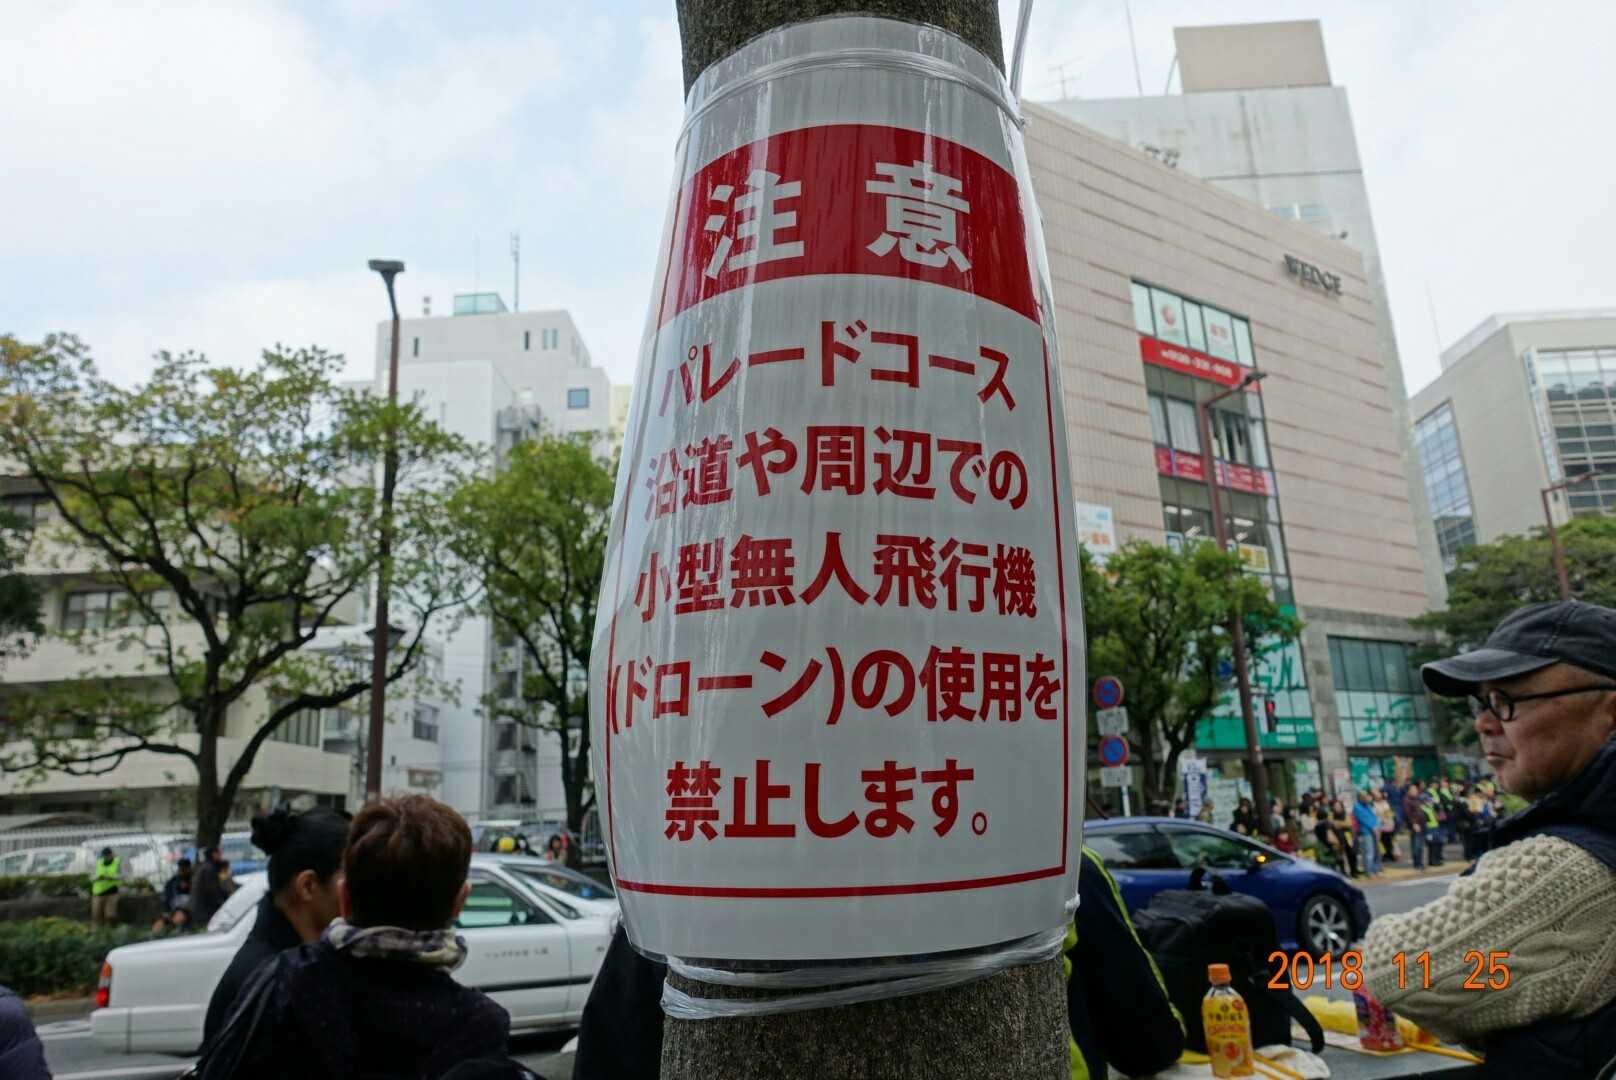 注意
パレードコース
沿道や周辺での
小型無人飛行機
(ドローン)の使用を
禁止します。
WEDGE
2018 11 25